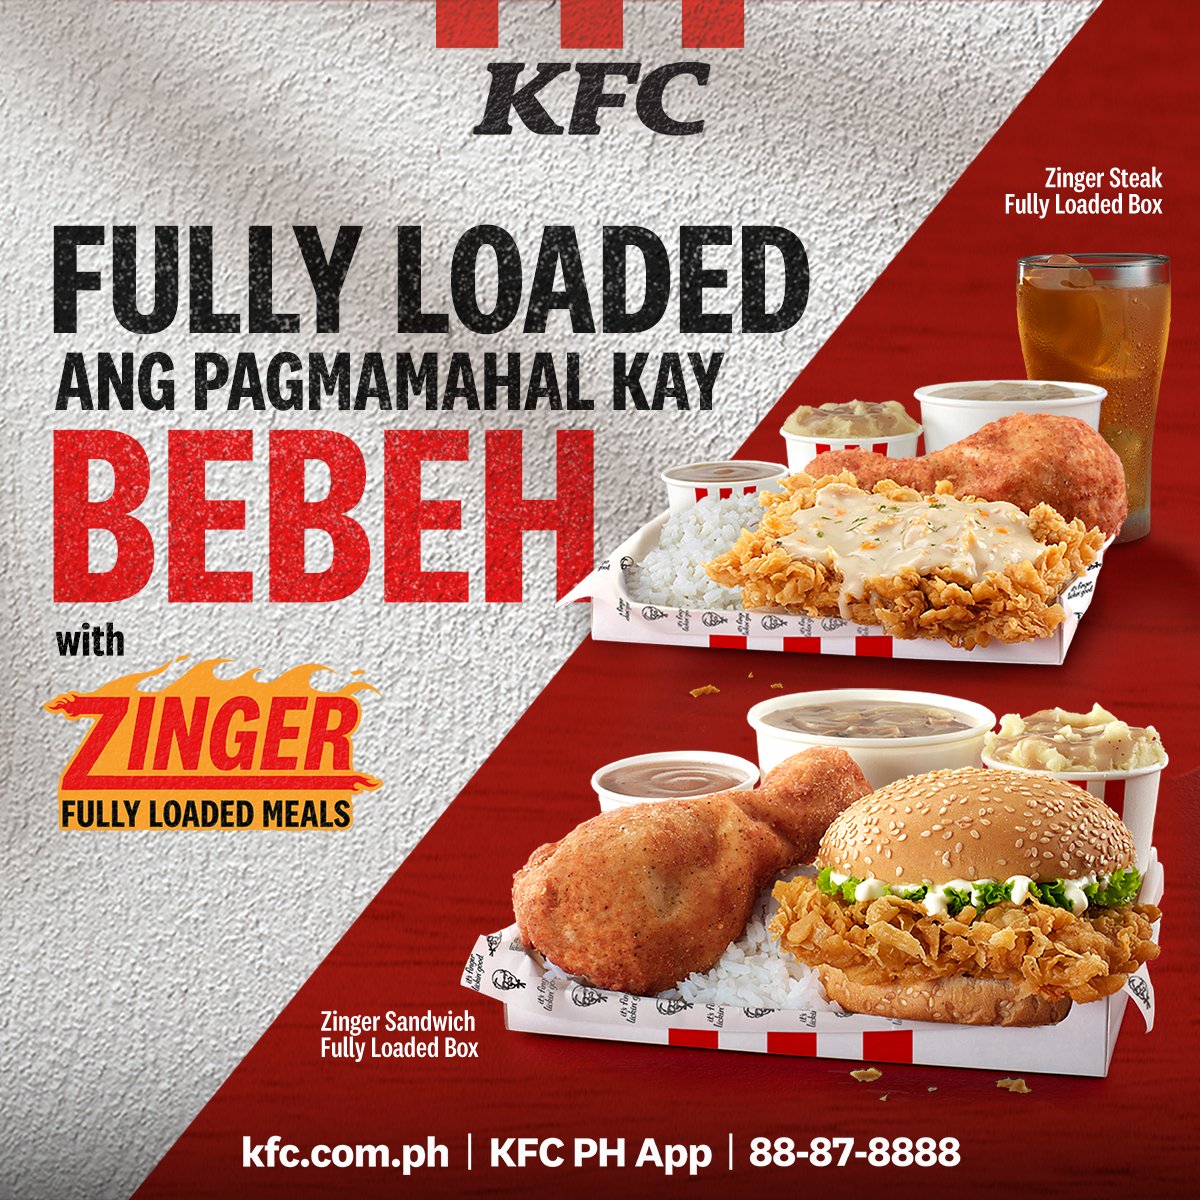 KFC
Zinger Steak
Fully Loaded Box
FULLY LOADED
ANG PAGMAMAHAL KAY
BEBEH
with
ZINGER
FULLY LOADED MEALS
Zinger Sandwich
Fully Loaded Box
kfc.com.ph | KFC PH App | 88-87-8888